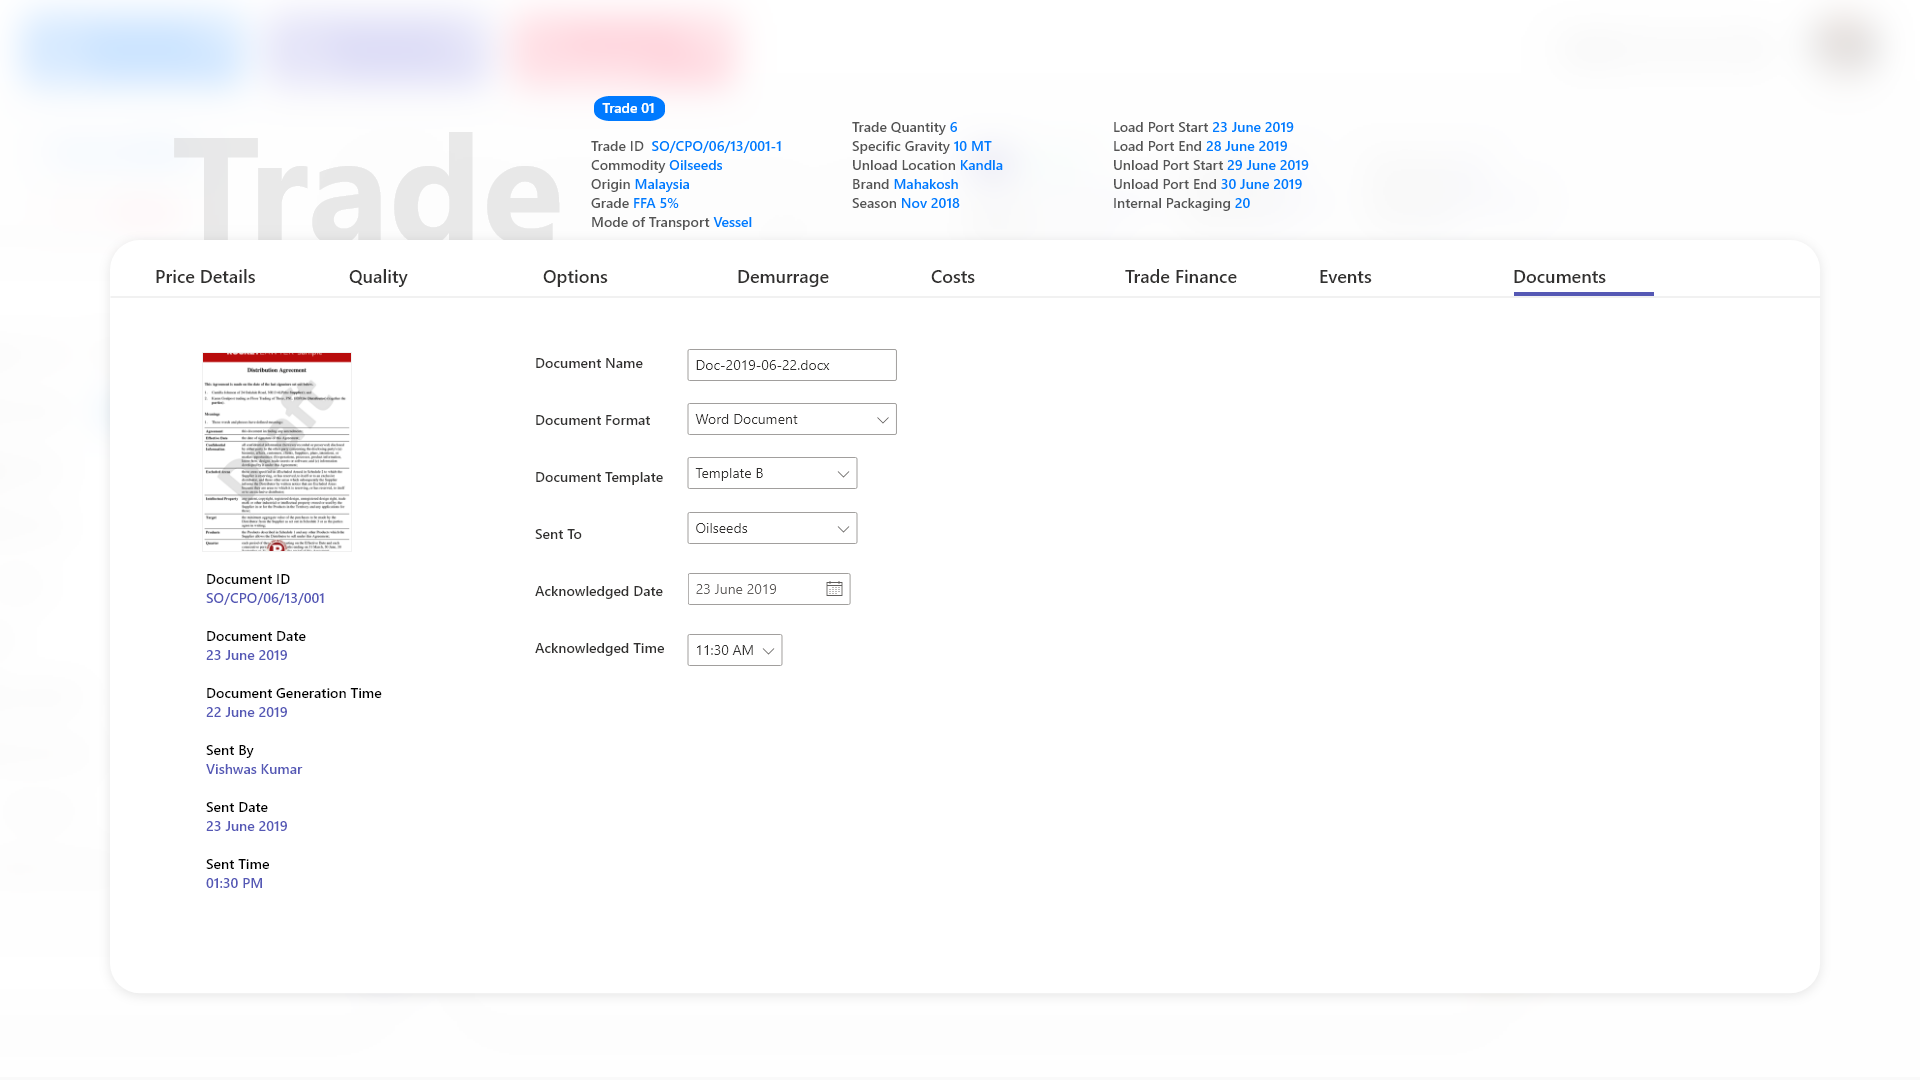 Trade
Trade 01
Trade ID SO/CPO/06/13/001-1
Commodity Oilseeds
Origin Malaysia
Grade FFA 5%
Mode of Transport Vessel
Trade Quantity 6
Specific Gravity 10 MT
Unload Location Kandla
Brand Mahakosh
Season Nov 2018
Load Port Start 23 June 2019
Load Port End 28 June 2019
Unload Port Start 29 June 2019
Unload Port End 30 June 2019
Internal Packaging 20
Price Details Quality Options Demurrage Costs Trade Finance Events Documents
Distribution Agreement
Draft
Document ID
SO/CPO/06/13/001
Document Date
23 June 2019
Document Generation Time
22 June 2019
Sent By
Vishwas Kumar
Sent Date
23 June 2019
Sent Time
01:30 PM
Document Name Doc-2019-06-22.docx
Document Format Word Document
Document Template Template B
Sent To Oilseeds
Acknowledged Date 23 June 2019
Acknowledged Time 11:30 AM